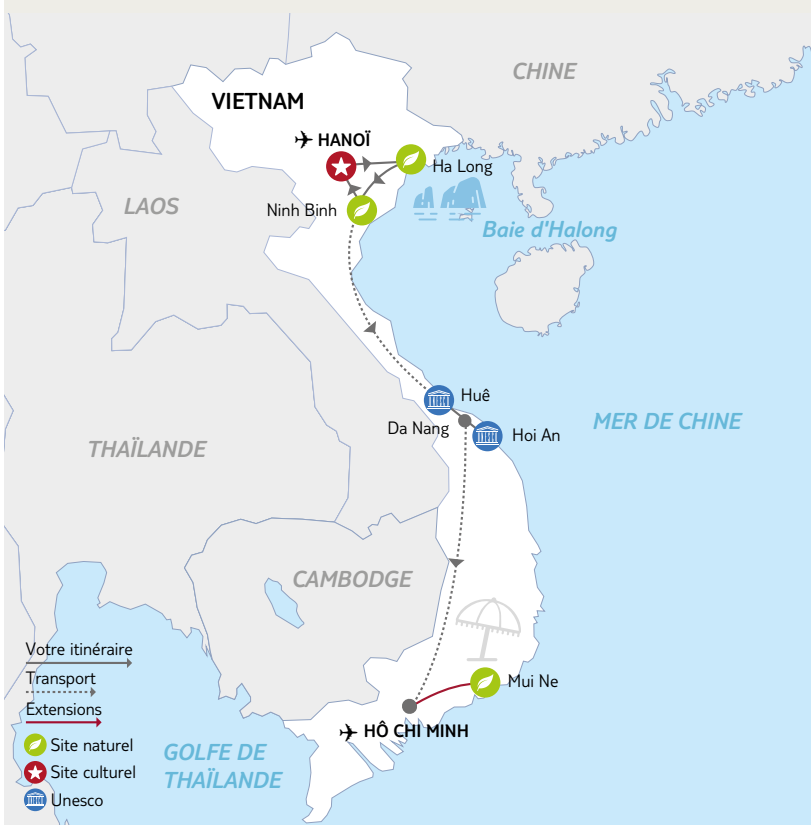 CHINE
VIETNAM
HANOÏ
Ha Long
LAOS
Ninh Binh
Baie d'Halong
Huê
Da Nang
Hoi An
MER DE CHINE
THAÏLANDE
CAMBODGE
Mui Ne
HÔ CHI MINH
GOLFE DE
THAÏLANDE
Votre itinéraire
Transport
Extensions
Site naturel
Site culturel
Unesco